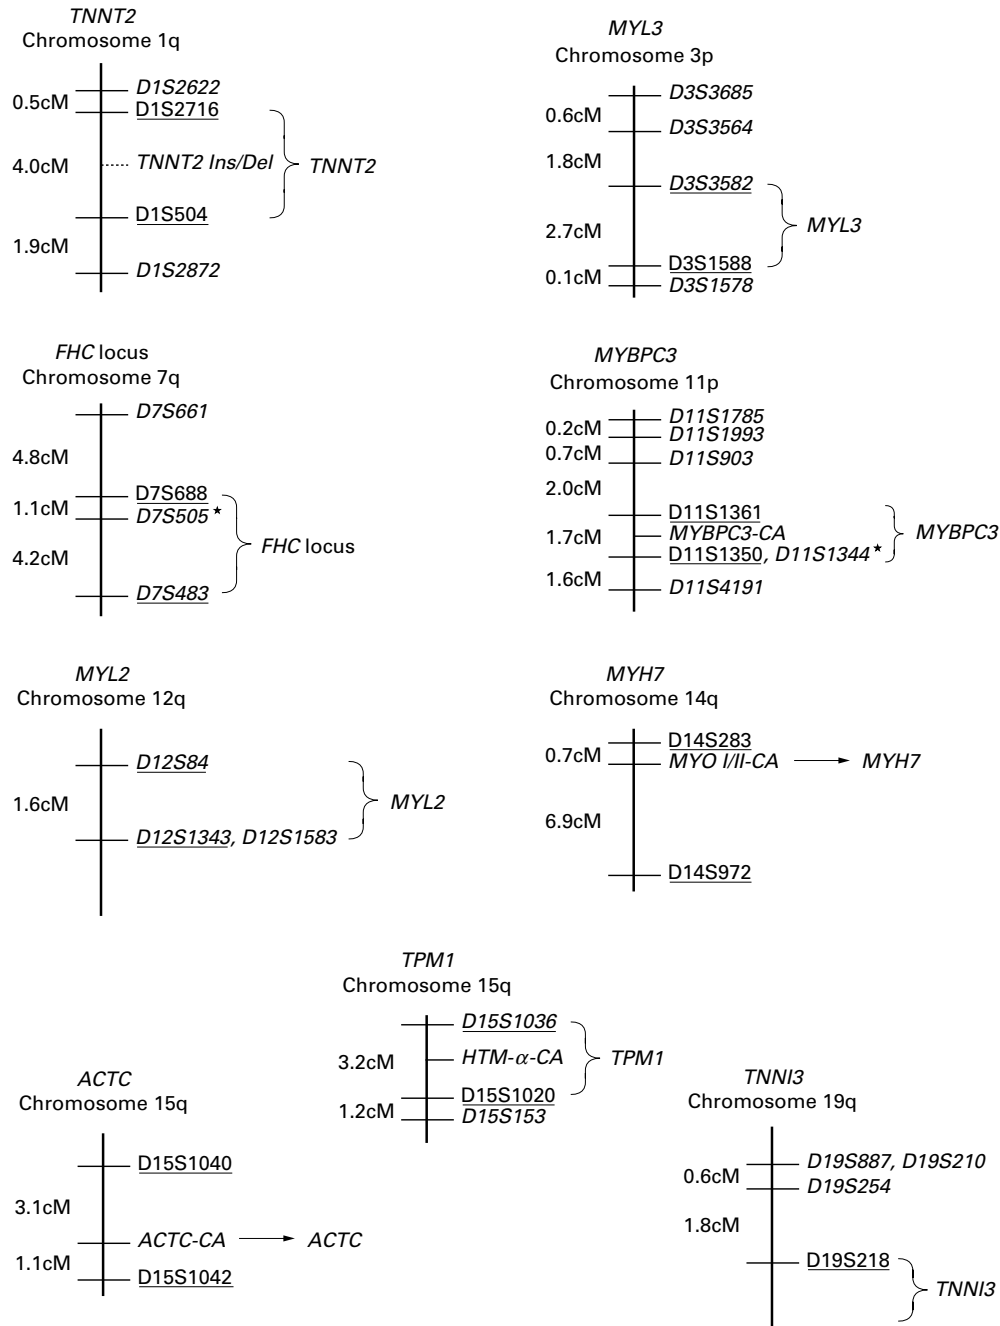 TNNT2
Chromosome 1q
D1S2622
0.5cM
D1S2716
4.0cM
TNNT2 Ins/Del
TNNT2
D1S504
1.9cM
D1S2872
MYL3
Chromosome 3p
D3S3685
0.6cM
D3S3564
1.8cM
D3S3582
MYL3
2.7cM
D3S1588
0.1cM
D3S1578
FHC locus
Chromosome 7q
D7S661
4.8cM
D7S688
1.1cM
D7S505★
FHC locus
4.2cM
D7S483
MYBPC3
Chromosome 11p
D11S1785
0.2cM
D11S1993
0.7cM
D11S903
2.0cM
D11S1361
1.7cM
MYBPC3-CA
MYBPC3
D11S1350, D11S1344★
1.6cM
D11S4191
MYL2
Chromosome 12q
D12S84
1.6cM
MYL2
D12S1343, D12S1583
MYH7
Chromosome 14q
D14S283
0.7cM
MYO I/II-CA → MYH7
6.9cM
D14S972
TPM1
Chromosome 15q
D15S1036
3.2cM
HTM-α-CA
TPM1
D15S1020
1.2cM
D15S153
ACTC
Chromosome 15q
D15S1040
3.1cM
ACTC-CA → ACTC
1.1cM
D15S1042
TNNI3
Chromosome 19q
D19S887, D19S210
0.6cM
D19S254
1.8cM
D19S218
TNNI3